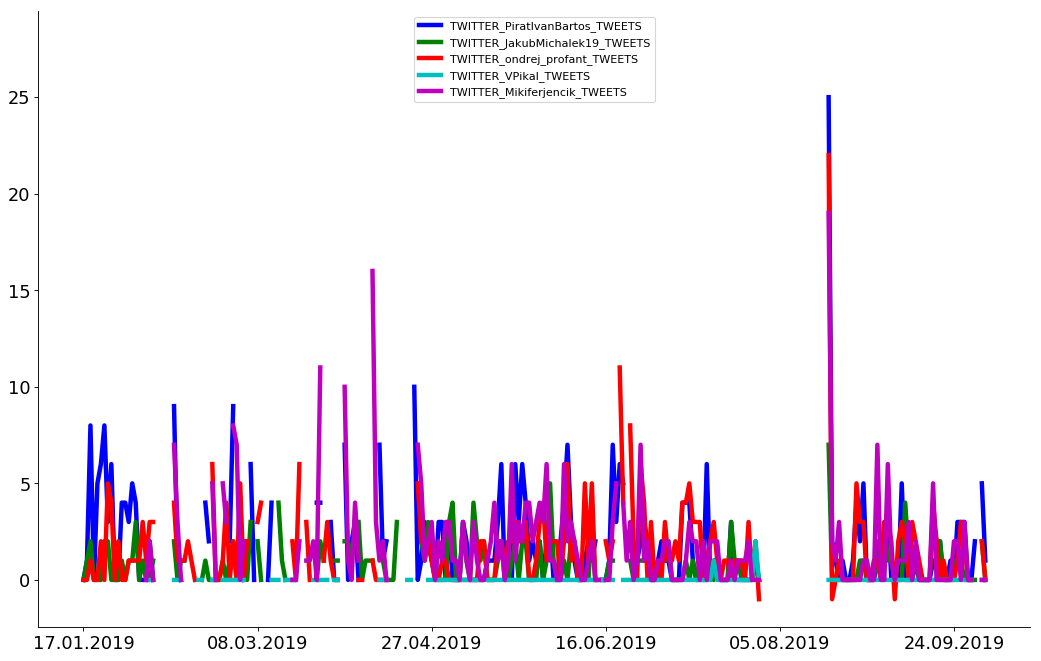 TWITTER_PiratIvanBartos_TWEETS
TWITTER_JakubMichalek19_TWEETS
TWITTER_ondrej_profant_TWEETS
TWITTER_VPikal_TWEETS
TWITTER_Mikiferjencik_TWEETS
25
20
15
10
5
0
17.01.2019 08.03.2019 27.04.2019 16.06.2019 05.08.2019 24.09.2019